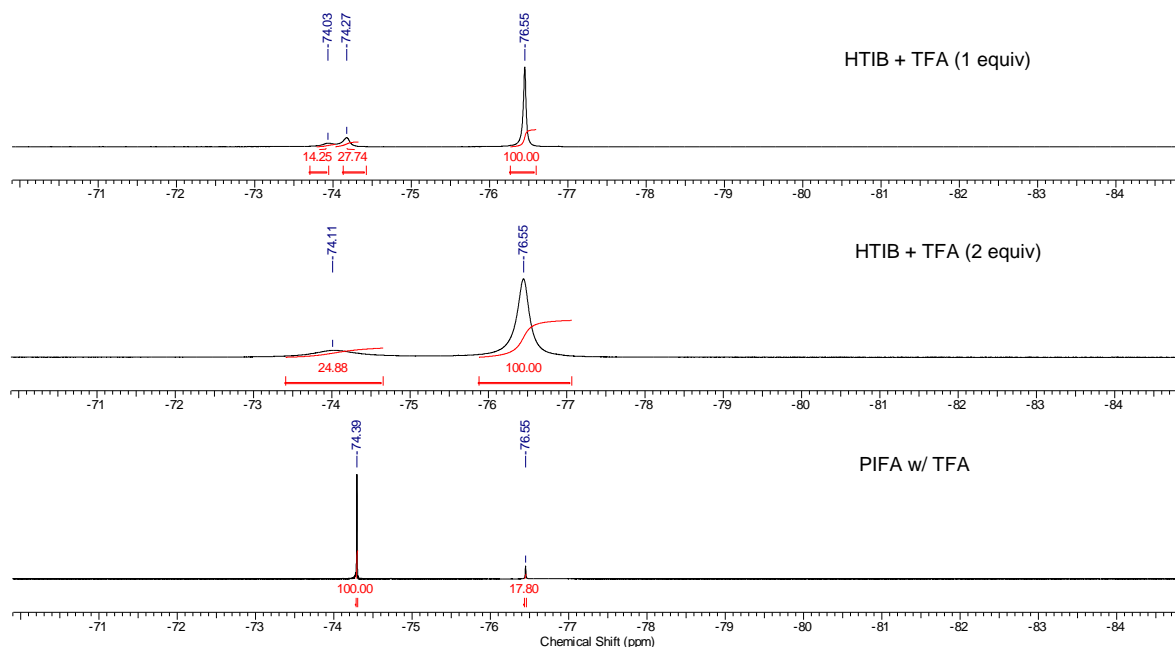 -74.03
-74.27
-76.55
HTIB + TFA (1 equiv)
14.25
27.74
100.00
-71 -72 -73 -74 -75 -76 -77 -78 -79 -80 -81 -82 -83 -84
-74.11
-76.55
HTIB + TFA (2 equiv)
24.88
100.00
-71 -72 -73 -74 -75 -76 -77 -78 -79 -80 -81 -82 -83 -84
-74.39
-76.55
PIFA w/ TFA
100.00
17.80
-71 -72 -73 -74 -75 -76 -77 -78 -79 -80 -81 -82 -83 -84
Chemical Shift (ppm)